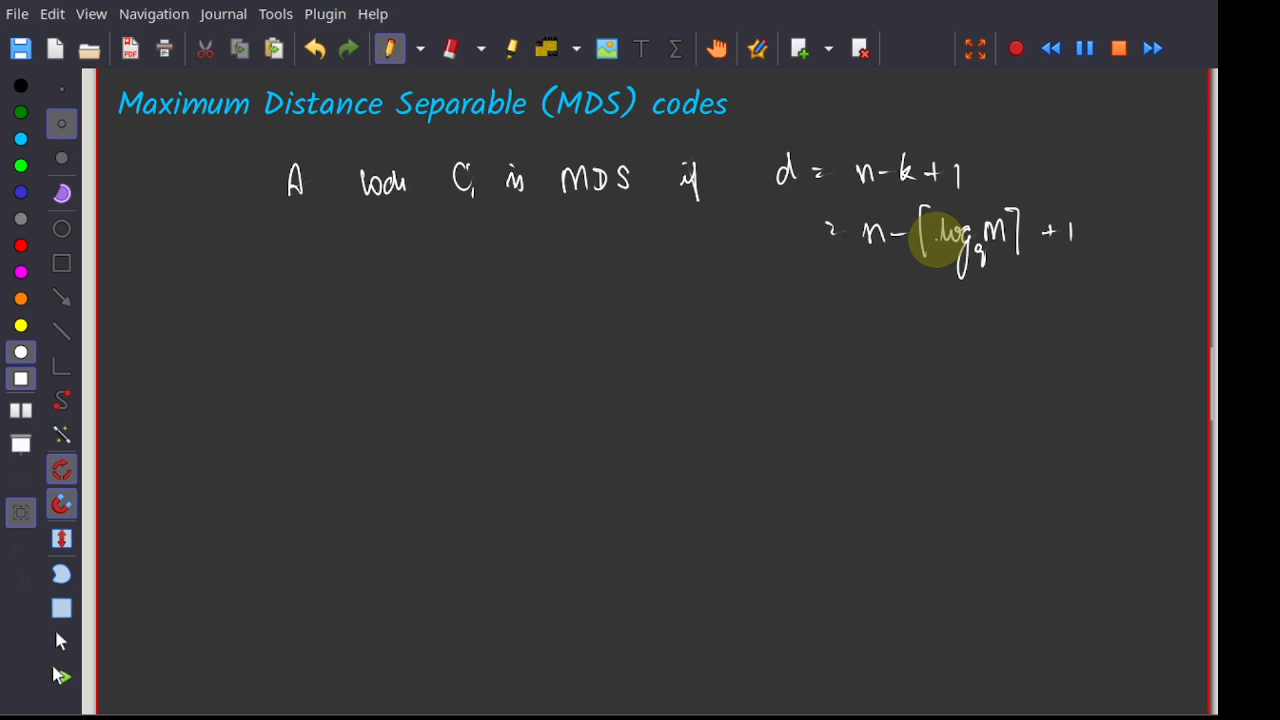 File Edit View Navigation Journal Tools Plugin Help
Maximum Distance Separable (MDS) codes
A code C, is MDS if d = n-k+1
= n-⌈log_q M⌉ +1